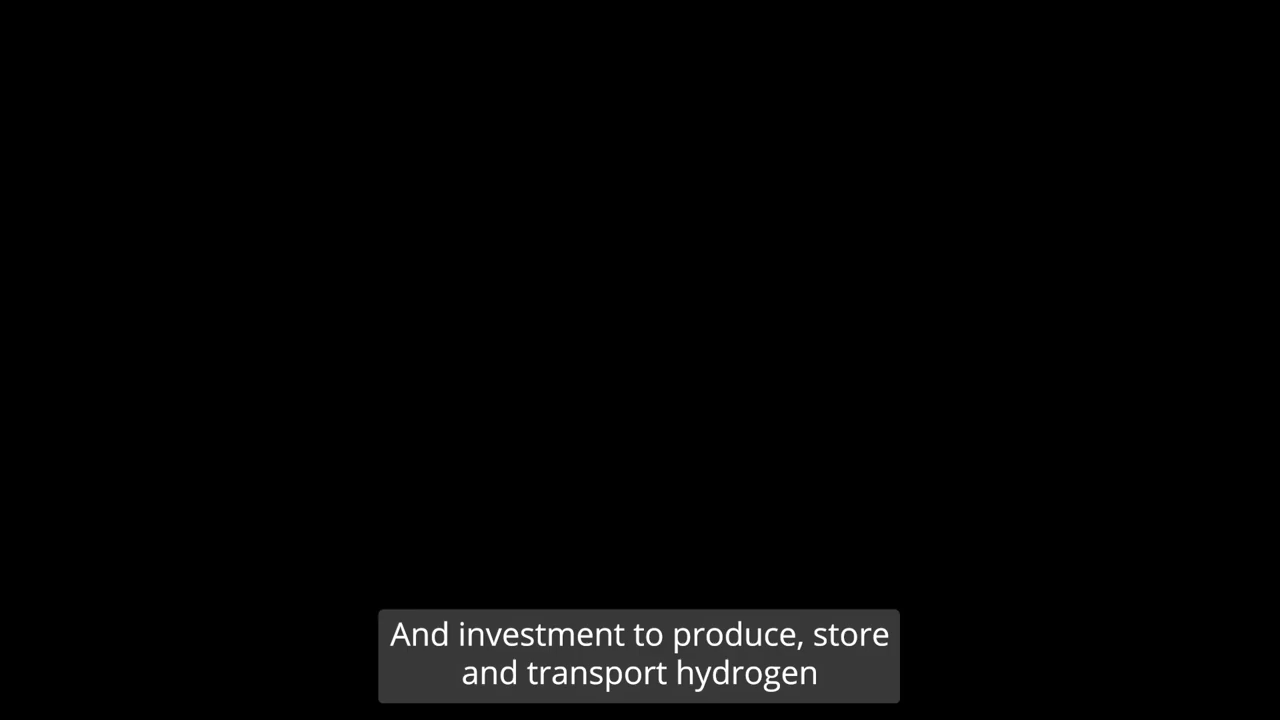 And investment to produce, store
and transport hydrogen